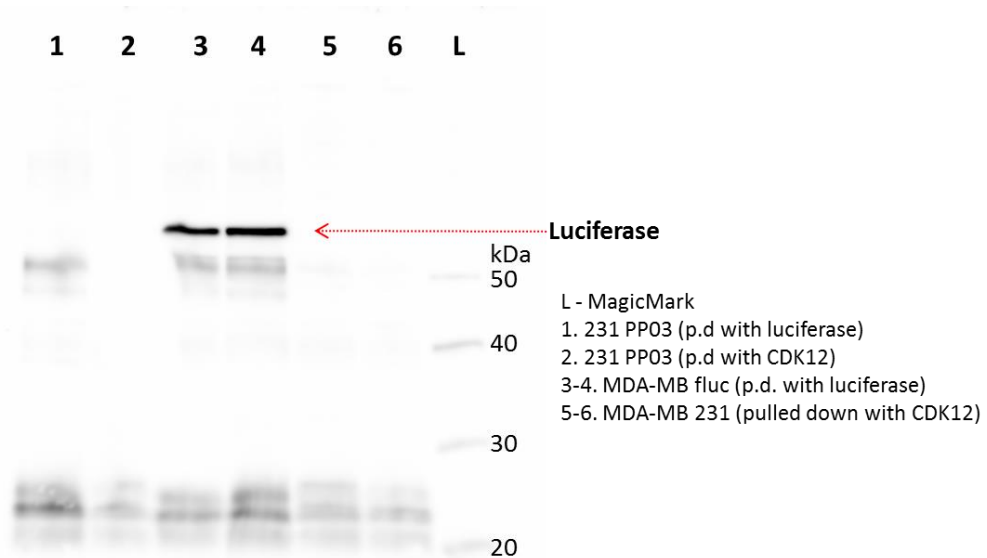 1 2 3 4 5 6 L
Luciferase
kDa
50
L - MagicMark
1. 231 PP03 (p.d with luciferase)
40
2. 231 PP03 (p.d with CDK12)
3-4. MDA-MB fluc (p.d. with luciferase)
5-6. MDA-MB 231 (pulled down with CDK12)
30
20